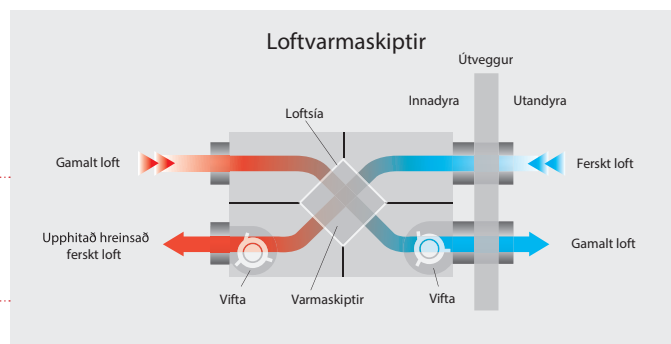 Loftvarmaskiptir
Útveggur
Innadyra
Utandyra
Loftsía
Gamalt loft
Ferskt loft
Upphitað hreinsað
ferskt loft
Gamalt loft
Vifta
Varmaskiptir
Vifta